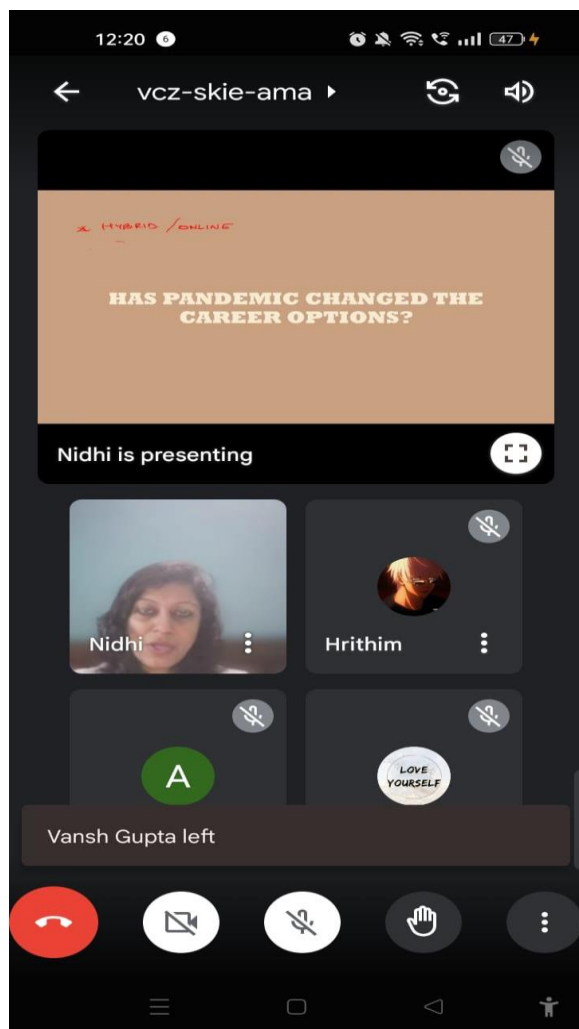 12:20 6 47
vcz-skie-ama
x HYBRID / ONLINE
HAS PANDEMIC CHANGED THE
CAREER OPTIONS?
Nidhi is presenting
Nidhi
Hrithim
A
LOVE
YOURSELF
Vansh Gupta left